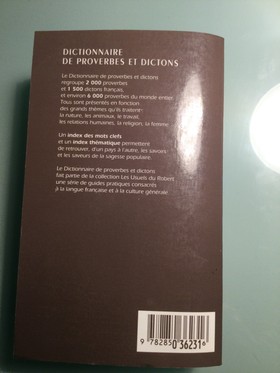 DICTIONNAIRE
DE PROVERBES ET DICTONS
Le Dictionnaire de proverbes et dictons
regroupe 2 000 proverbes
et 1 500 dictons français,
et environ 6 000 proverbes du monde entier.
Tous sont présentés en fonction
des grands thèmes qu'ils traitent:
la nature, les animaux, le travail,
les relations humaines, la religion, la femme.
Un index des mots clefs
et un index thématique permettent
de retrouver, d'un pays à l'autre, les savoirs
et les saveurs de la sagesse populaire.
Le Dictionnaire de proverbes et dictons
fait partie de la collection Les Usuels du Robert
une série de guides pratiques consacrés
à la langue française et à la culture générale
9 782850 362316